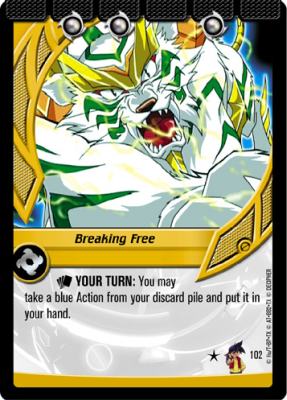 Breaking Free
YOUR TURN: You may
take a blue Action from your discard pile and put it in
your hand.
102